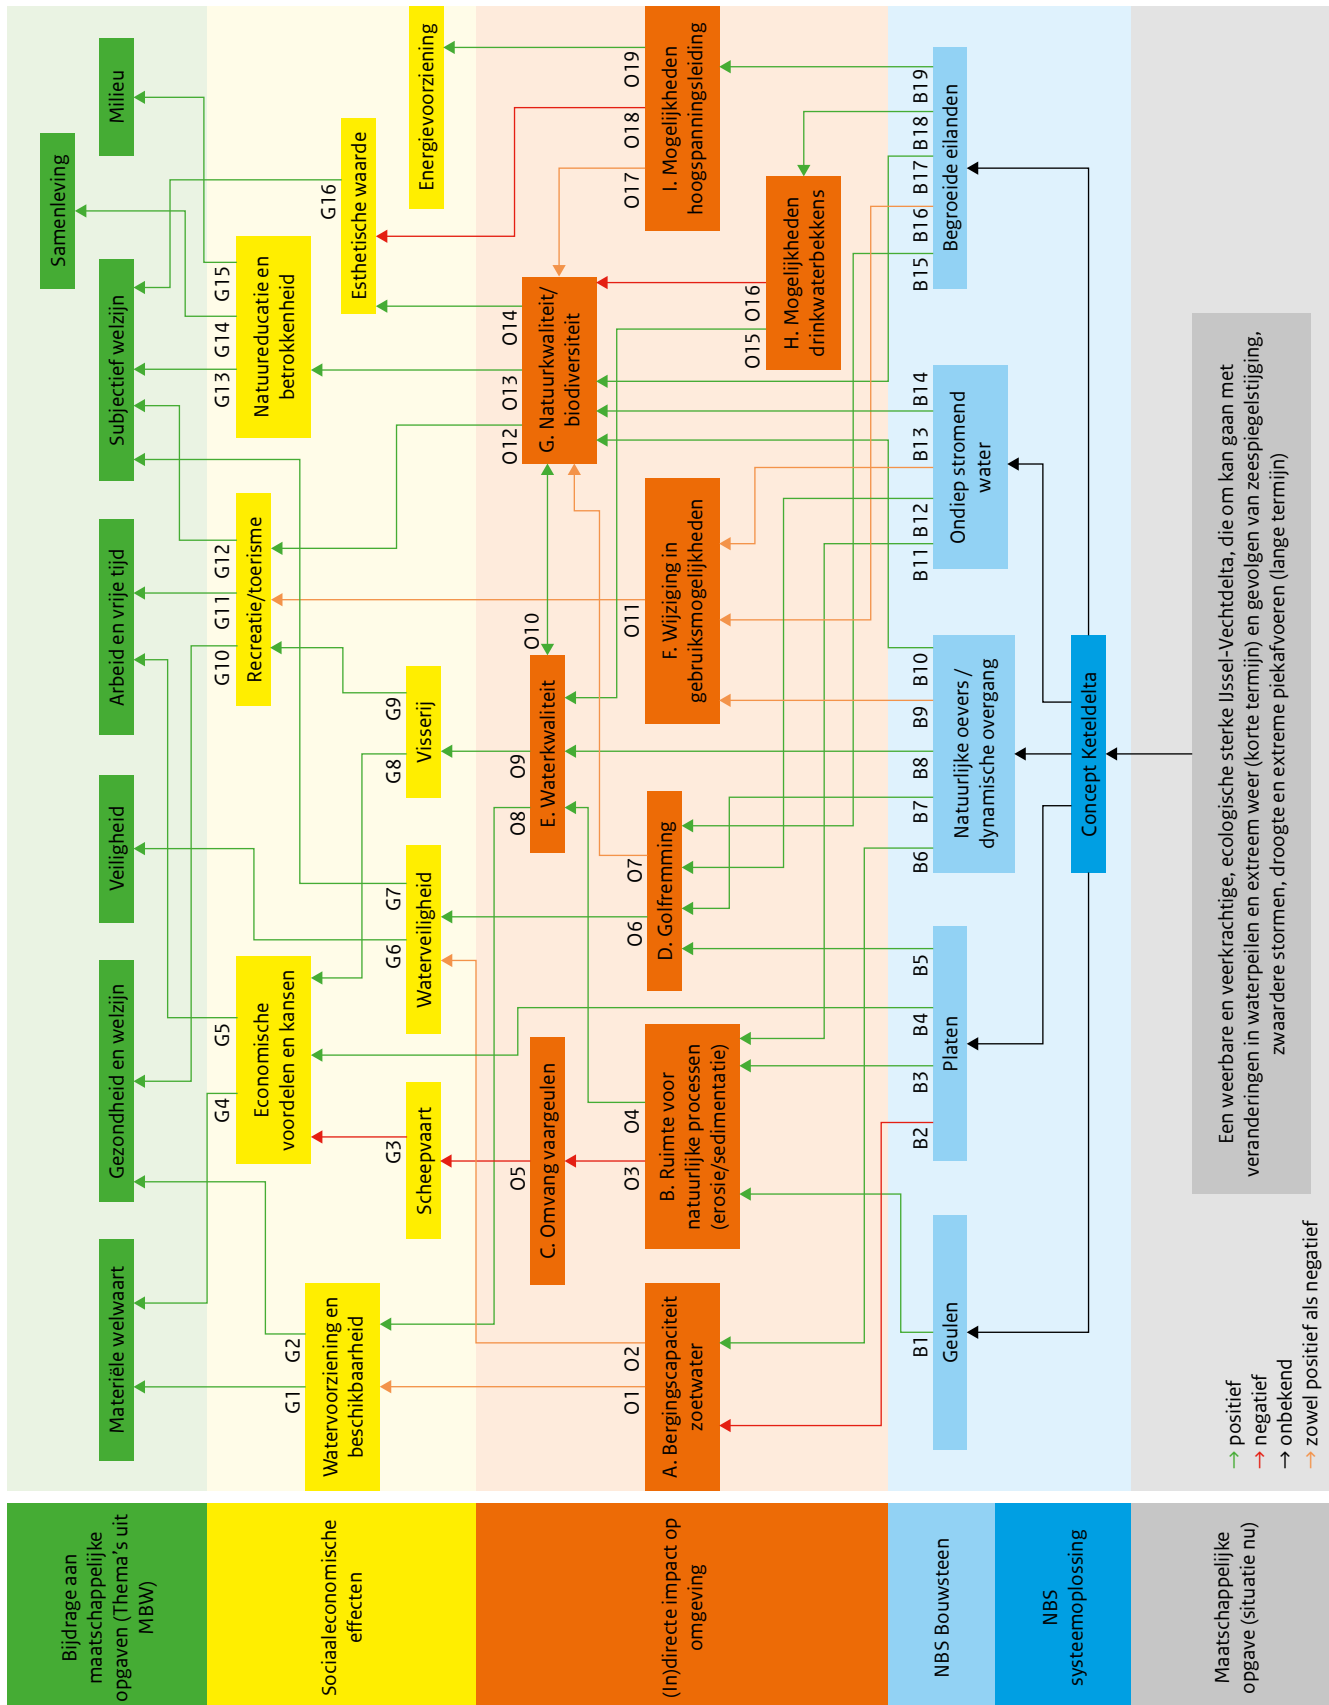 Bijdrage aan
maatschappelijke
opgaven (Thema's uit
MBW)
Materiële welvaart
Gezondheid en welzijn
Veiligheid
Arbeid en vrije tijd
Subjectief welzijn
Samenleving
Milieu
Sociaaleconomische
effecten
G1
G2
Watervoorziening en
beschikbaarheid
G4
G5
Economische
voordelen en kansen
G3
Scheepvaart
G6
G7
Waterveiligheid
G8
G9
Visserij
G10
G11
G12
Recreatie/toerisme
G13
G14
G15
Natuureducatie en
betrokkenheid
G16
Esthetische waarde
Energievoorziening
(In)directe impact op
omgeving
O1
O2
A. Bergingscapaciteit
zoetwater
O3
O4
B. Ruimte voor
natuurlijke processen
(erosie/sedimentatie)
O5
C. Omvang vaargeulen
O6
O7
D. Golfremming
O8
O9
O10
E. Waterkwaliteit
O11
F. Wijziging in
gebruiksmogelijkheden
O12
O13
O14
G. Natuurkwaliteit/
biodiversiteit
O15
O16
H. Mogelijkheden
drinkwaterbekkens
O17
O18
O19
I. Mogelijkheden
hoogspanningsleiding
NBS Bouwsteen
B1
Geulen
B2
B3
B4
B5
Platen
B6
B7
B8
B9
B10
Natuurlijke oevers /
dynamische overgang
B11
B12
B13
B14
Ondiep stromend
water
B15
B16
B17
B18
B19
Begroeide eilanden
NBS
systeemoplossing
Concept Keteldelta
Maatschappelijke
opgave (situatie nu)
→ positief
→ negatief
→ onbekend
→ zowel positief als negatief
Een weerbare en veerkrachtige, ecologische sterke IJssel-Vechtdelta, die om kan gaan met
veranderingen in waterpeilen en extreem weer (korte termijn) en gevolgen van zeespiegelstijging,
zwaardere stormen, droogte en extreme piekafvoeren (lange termijn)